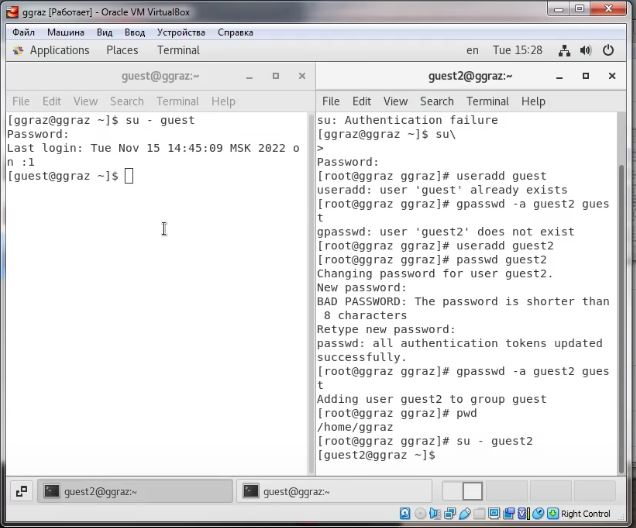 ggraz [Работает] - Oracle VM VirtualBox
Файл Машина Вид Ввод Устройства Справка
Applications Places Terminal en Tue 15:28
guest@ggraz:~
File Edit View Search Terminal Help
[ggraz@ggraz ~]$ su - guest
Password:
Last login: Tue Nov 15 14:45:09 MSK 2022 o
n :1
[guest@ggraz ~]$
guest2@ggraz:~
File Edit View Search Terminal Help
su: Authentication failure
[ggraz@ggraz ~]$ su\
>
Password:
[root@ggraz ggraz]# useradd guest
useradd: user 'guest' already exists
[root@ggraz ggraz]# gpasswd -a guest2 gues
t
gpasswd: user 'guest2' does not exist
[root@ggraz ggraz]# useradd guest2
[root@ggraz ggraz]# passwd guest2
Changing password for user guest2.
New password:
BAD PASSWORD: The password is shorter than
8 characters
Retype new password:
passwd: all authentication tokens updated
successfully.
[root@ggraz ggraz]# gpasswd -a guest2 gues
t
Adding user guest2 to group guest
[root@ggraz ggraz]# pwd
/home/ggraz
[root@ggraz ggraz]# su - guest2
[guest2@ggraz ~]$
guest2@ggraz:~ guest@ggraz:~
Right Control